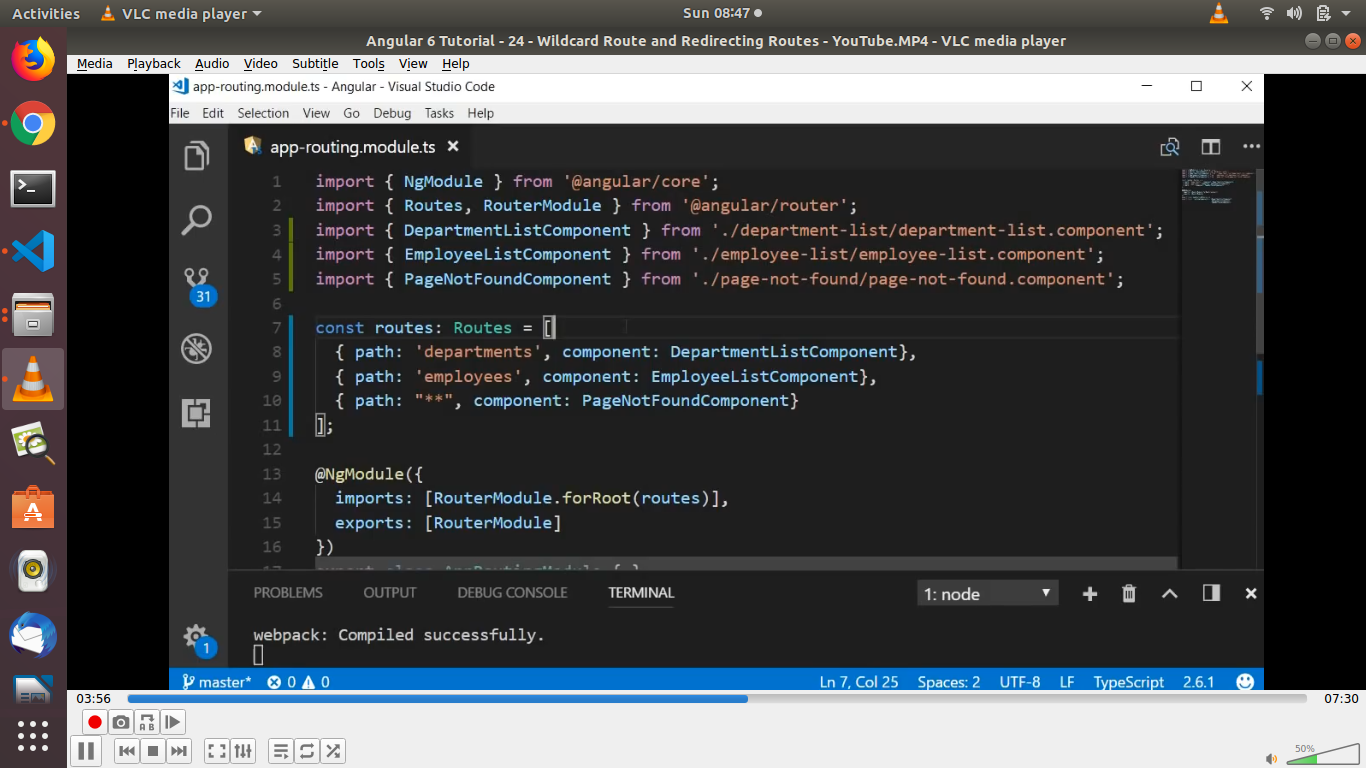 Activities VLC media player Sun 08:47
Angular 6 Tutorial - 24 - Wildcard Route and Redirecting Routes - YouTube.MP4 - VLC media player
Media Playback Audio Video Subtitle Tools View Help
app-routing.module.ts - Angular - Visual Studio Code
File Edit Selection View Go Debug Tasks Help
app-routing.module.ts
1 import { NgModule } from '@angular/core';
2 import { Routes, RouterModule } from '@angular/router';
3 import { DepartmentListComponent } from './department-list/department-list.component';
4 import { EmployeeListComponent } from './employee-list/employee-list.component';
5 import { PageNotFoundComponent } from './page-not-found/page-not-found.component';
6
7 const routes: Routes = [
8 { path: 'departments', component: DepartmentListComponent},
9 { path: 'employees', component: EmployeeListComponent},
10 { path: "**", component: PageNotFoundComponent}
11 ];
12
13 @NgModule({
14 imports: [RouterModule.forRoot(routes)],
15 exports: [RouterModule]
16 })
31
PROBLEMS OUTPUT DEBUG CONSOLE TERMINAL 1: node
webpack: Compiled successfully.
1
master* 0 0 Ln 7, Col 25 Spaces: 2 UTF-8 LF TypeScript 2.6.1
03:56 07:30
50%